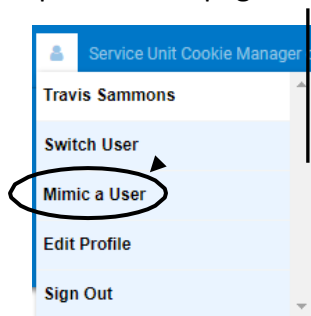 Service Unit Cookie Manager
Travis Sammons
Switch User
Mimic a User
Edit Profile
Sign Out